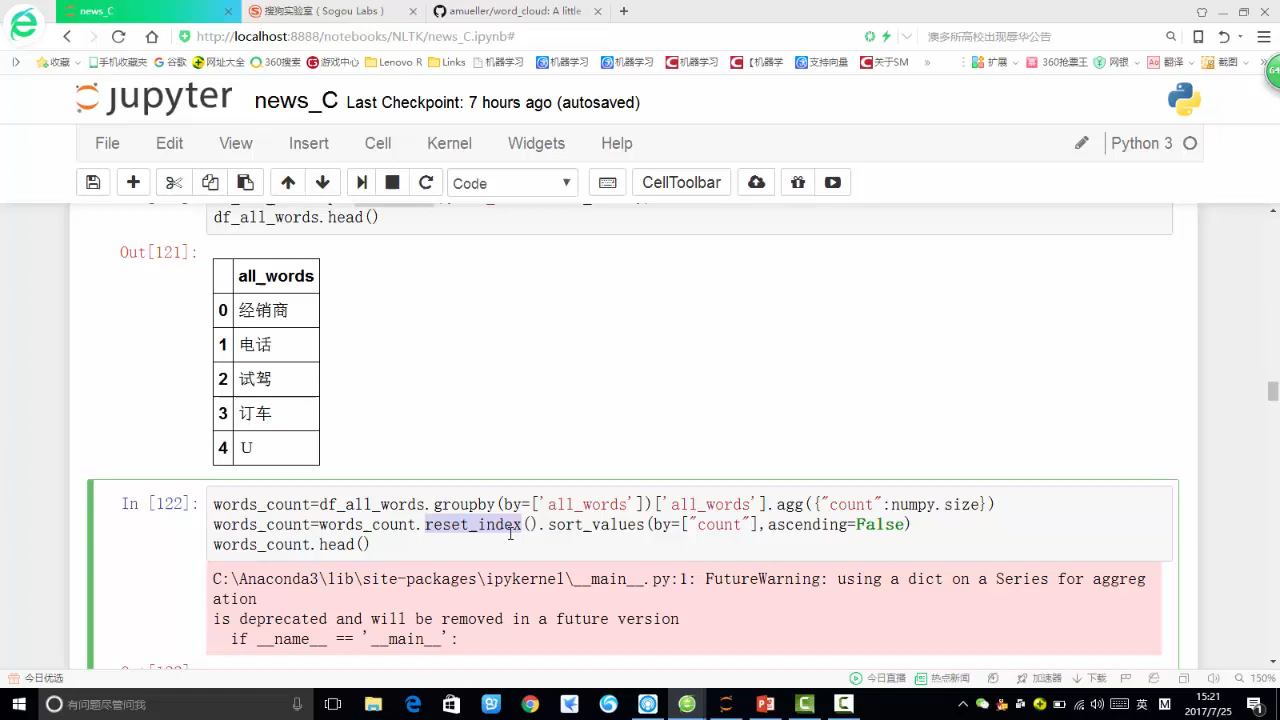 news_C
搜狗实验室 ( Sogou Labs )
amueller/word_cloud: A little
http://localhost:8888/notebooks/NLTK/news_C.ipynb#
澳多所高校出现辱华公告
收藏
手机收藏夹
谷歌
网址大全
360搜索
游戏中心
Lenovo R
Links
机器学习
机器学习
机器学习
机器学习
【机器学
支持向量
关于SM
扩展
360抢票王
网银
翻译
截图
jupyter
news_C Last Checkpoint: 7 hours ago (autosaved)
File Edit View Insert Cell Kernel Widgets Help
Python 3
Code
CellToolbar
df_all_words.head()
Out[121]:
all_words
0 经销商
1 电话
2 试驾
3 订车
4 U
In [122]:
words_count=df_all_words.groupby(by=['all_words'])['all_words'].agg({"count":numpy.size})
words_count=words_count.reset_index().sort_values(by=["count"],ascending=False)
words_count.head()
C:\Anaconda3\lib\site-packages\ipykernel\__main__.py:1: FutureWarning: using a dict on a Series for aggreg
ation
is deprecated and will be removed in a future version
if __name__ == '__main__':
今日优选
今日直播
热点新闻
加速器
下载
150%
有问题尽管问我
英
M
15:21
2017/7/25